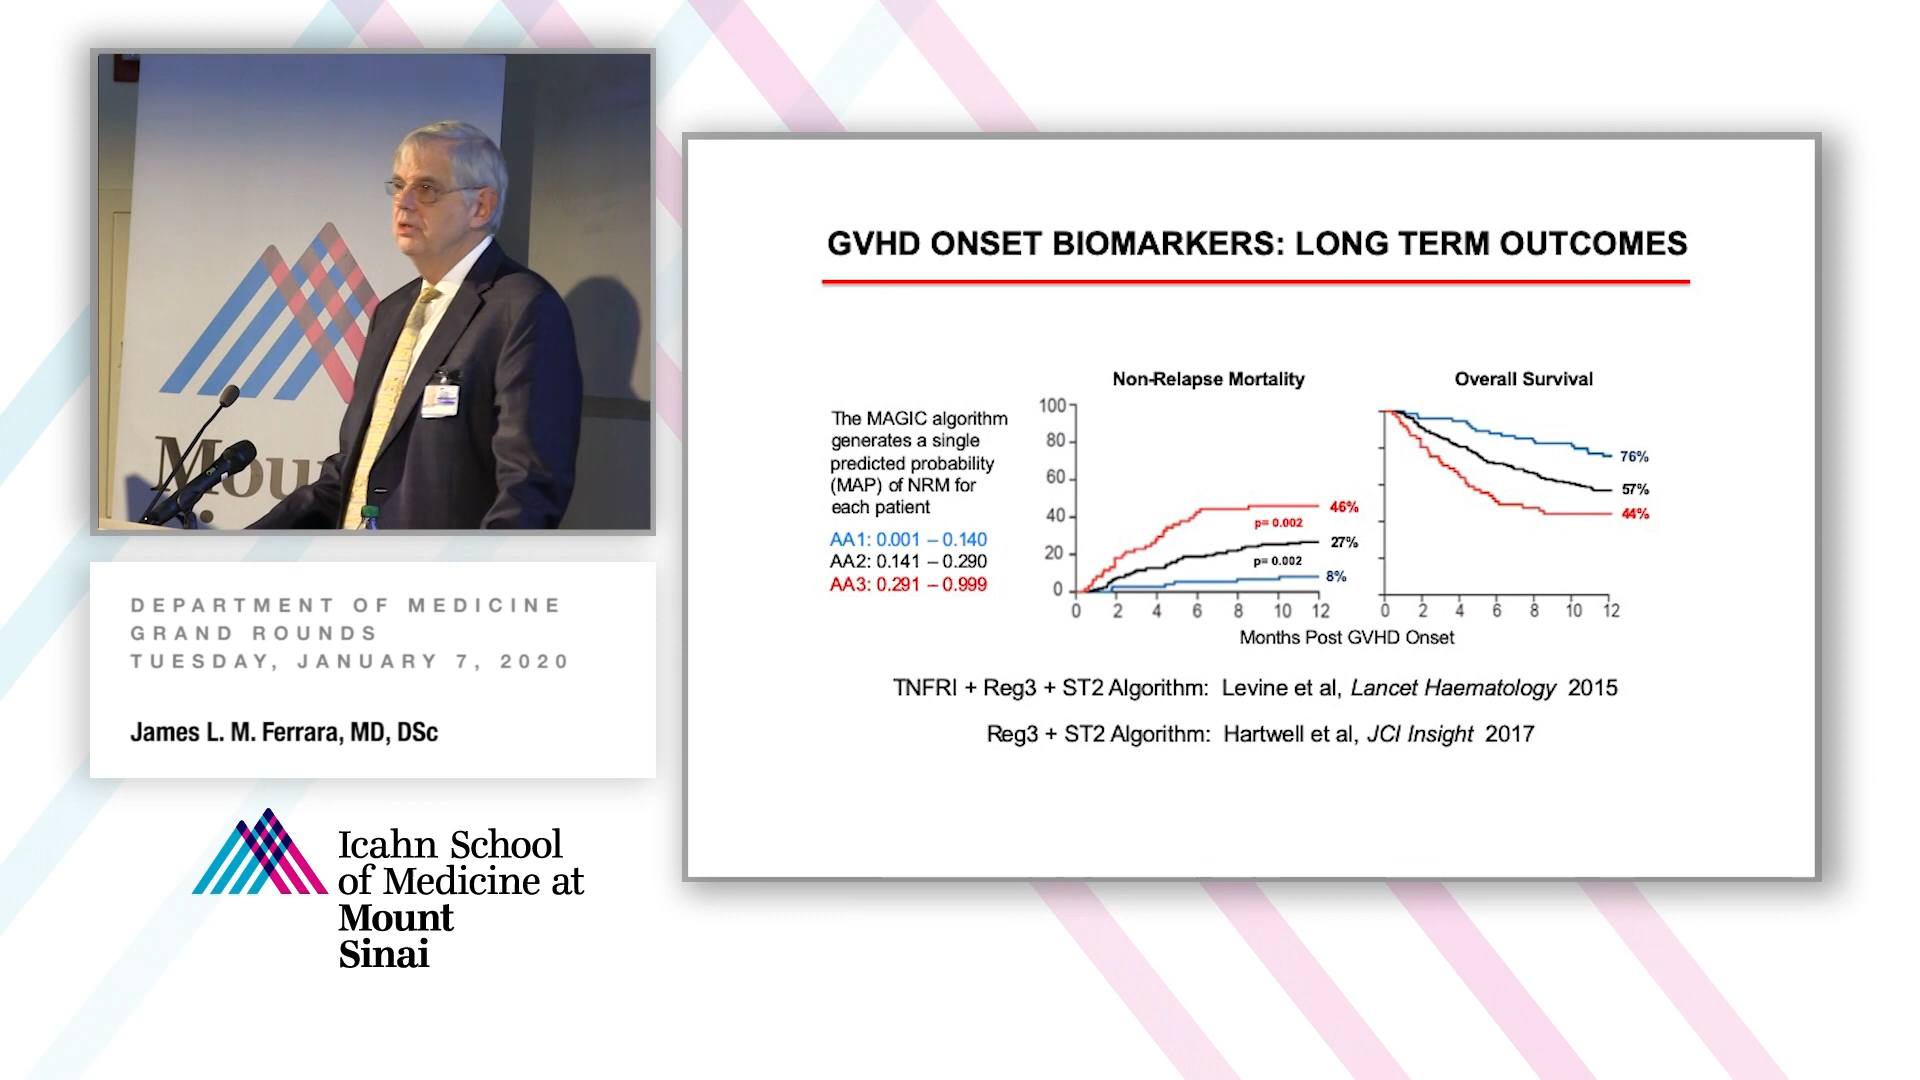 Mou
DEPARTMENT OF MEDICINE
GRAND ROUNDS
TUESDAY, JANUARY 7, 2020
James L. M. Ferrara, MD, DSc
Icahn School
of Medicine at
Mount
Sinai
GVHD ONSET BIOMARKERS: LONG TERM OUTCOMES
The MAGIC algorithm
generates a single
predicted probability
(MAP) of NRM for
each patient
AA1: 0.001 – 0.140
AA2: 0.141 – 0.290
AA3: 0.291 – 0.999
Non-Relapse Mortality
100
80
60
40
20
0
0 2 4 6 8 10 12
46%
p= 0.002
27%
p= 0.002
8%
Overall Survival
76%
57%
44%
0 2 4 6 8 10 12
Months Post GVHD Onset
TNFRI + Reg3 + ST2 Algorithm: Levine et al, Lancet Haematology 2015
Reg3 + ST2 Algorithm: Hartwell et al, JCI Insight 2017